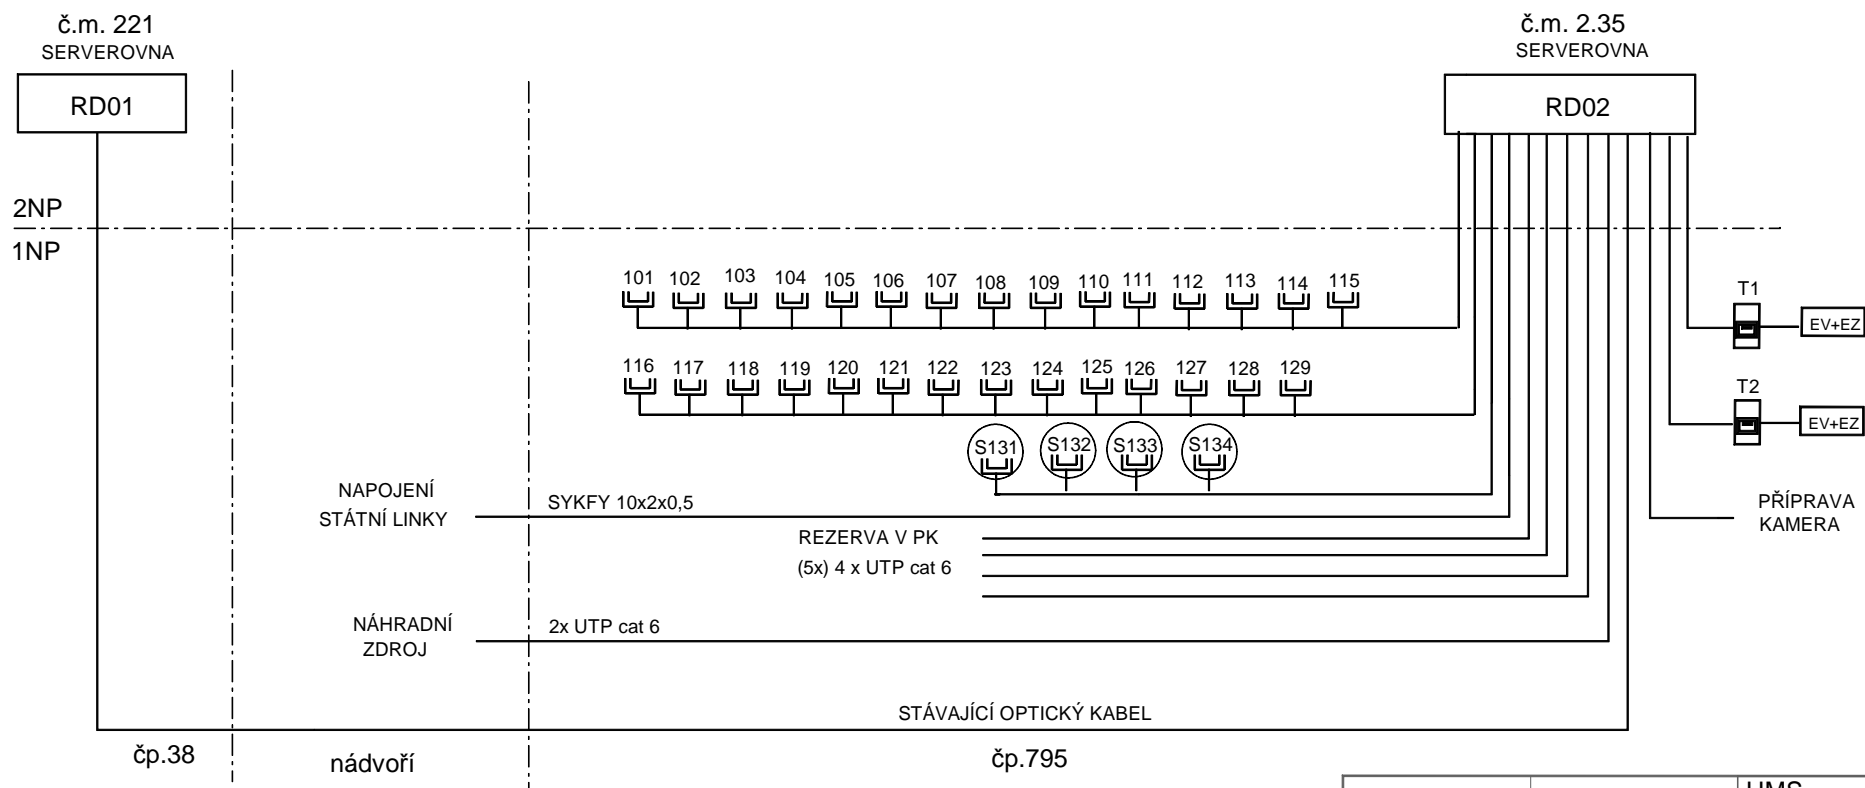 č.m. 221
SERVEROVNA
RD01
č.m. 2.35
SERVEROVNA
RD02
2NP
1NP
101 102 103 104 105 106 107 108 109 110 111 112 113 114 115
T1
EV+EZ
116 117 118 119 120 121 122 123 124 125 126 127 128 129
T2
EV+EZ
S131 S132 S133 S134
NAPOJENÍ
STÁTNÍ LINKY
SYKFY 10x2x0,5
PŘÍPRAVA
KAMERA
REZERVA V PK
(5x) 4 x UTP cat 6
NÁHRADNÍ
ZDROJ
2x UTP cat 6
STÁVAJÍCÍ OPTICKÝ KABEL
čp.38
nádvoří
čp.795